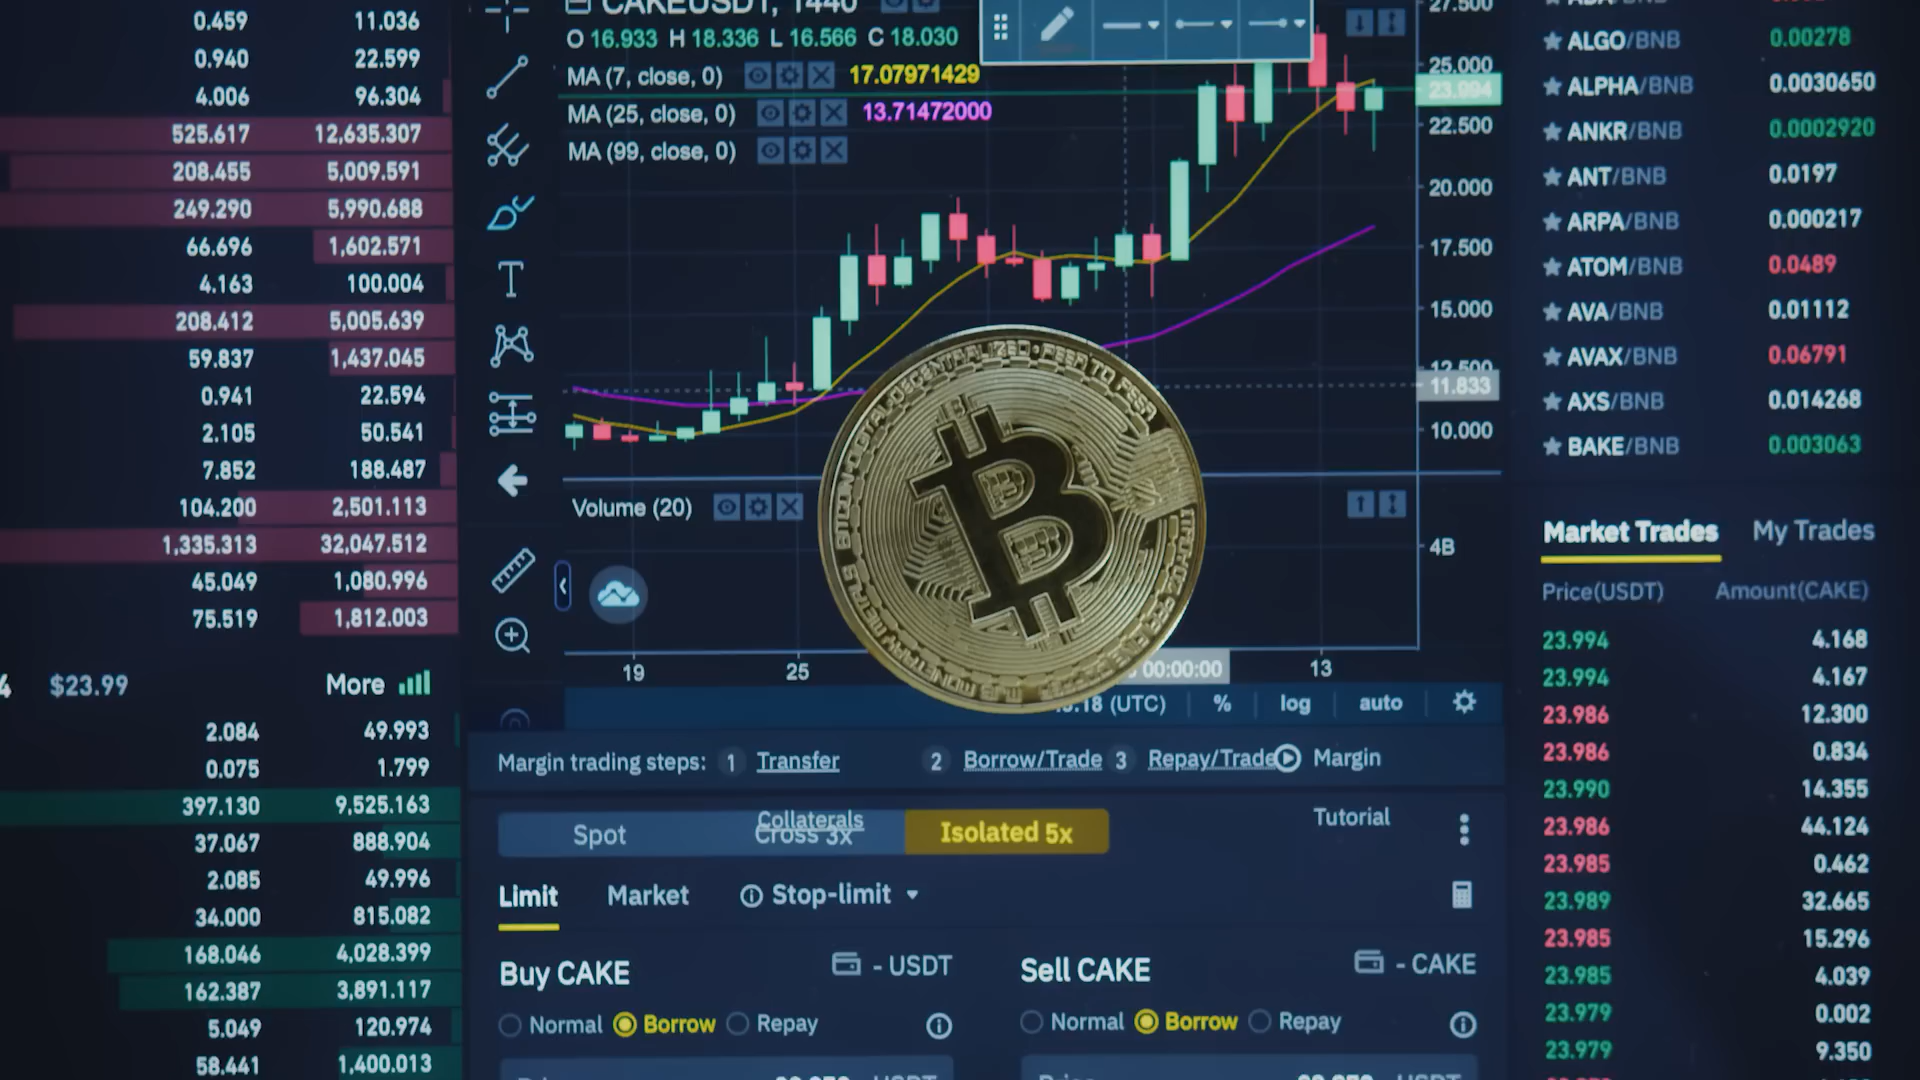 0.459 11.036
0.940 22.599
4.006 96.304
525.617 12,635.307
208.455 5,009.591
249.290 5,990.688
66.696 1,602.571
4.163 100.004
208.412 5,005.639
59.837 1,437.045
0.941 22.594
2.105 50.541
7.852 188.487
104.200 2,501.113
1,335.313 32,047.512
45.049 1,080.996
75.519 1,812.003
$23.99 More
2.084 49.993
0.075 1.799
397.130 9,525.163
37.067 888.904
2.085 49.996
34.000 815.082
168.046 4,028.399
162.387 3,891.117
5.049 120.974
58.441 1,400.013
CAKEUSDT, 1440
O 16.933 H 18.336 L 16.566 C 18.030
MA (7, close, 0) 17.07971429
MA (25, close, 0) 13.71472000
MA (99, close, 0)
27.500
25.000
23.994
22.500
20.000
17.500
15.000
12.500
11.833
10.000
Volume (20)
4B
19 25 00:00:00 13
(UTC) % log auto
DECENTRALIZED • PEER TO PEER
BITCOIN DIGITAL
B
Margin trading steps: 1 Transfer 2 Borrow/Trade 3 Repay/Trade Margin
Collaterals Tutorial
Spot Cross 3x Isolated 5x
Limit Market Stop-limit
Buy CAKE - USDT
Normal Borrow Repay
Sell CAKE - CAKE
Normal Borrow Repay
ALGO/BNB 0.00278
ALPHA/BNB 0.0030650
ANKR/BNB 0.0002920
ANT/BNB 0.0197
ARPA/BNB 0.000217
ATOM/BNB 0.0489
AVA/BNB 0.01112
AVAX/BNB 0.06791
AXS/BNB 0.014268
BAKE/BNB 0.003063
Market Trades My Trades
Price(USDT) Amount(CAKE)
23.994 4.168
23.994 4.167
23.986 12.300
23.986 0.834
23.990 14.355
23.986 44.124
23.985 0.462
23.989 32.665
23.985 15.296
23.985 4.039
23.979 0.002
23.979 9.350